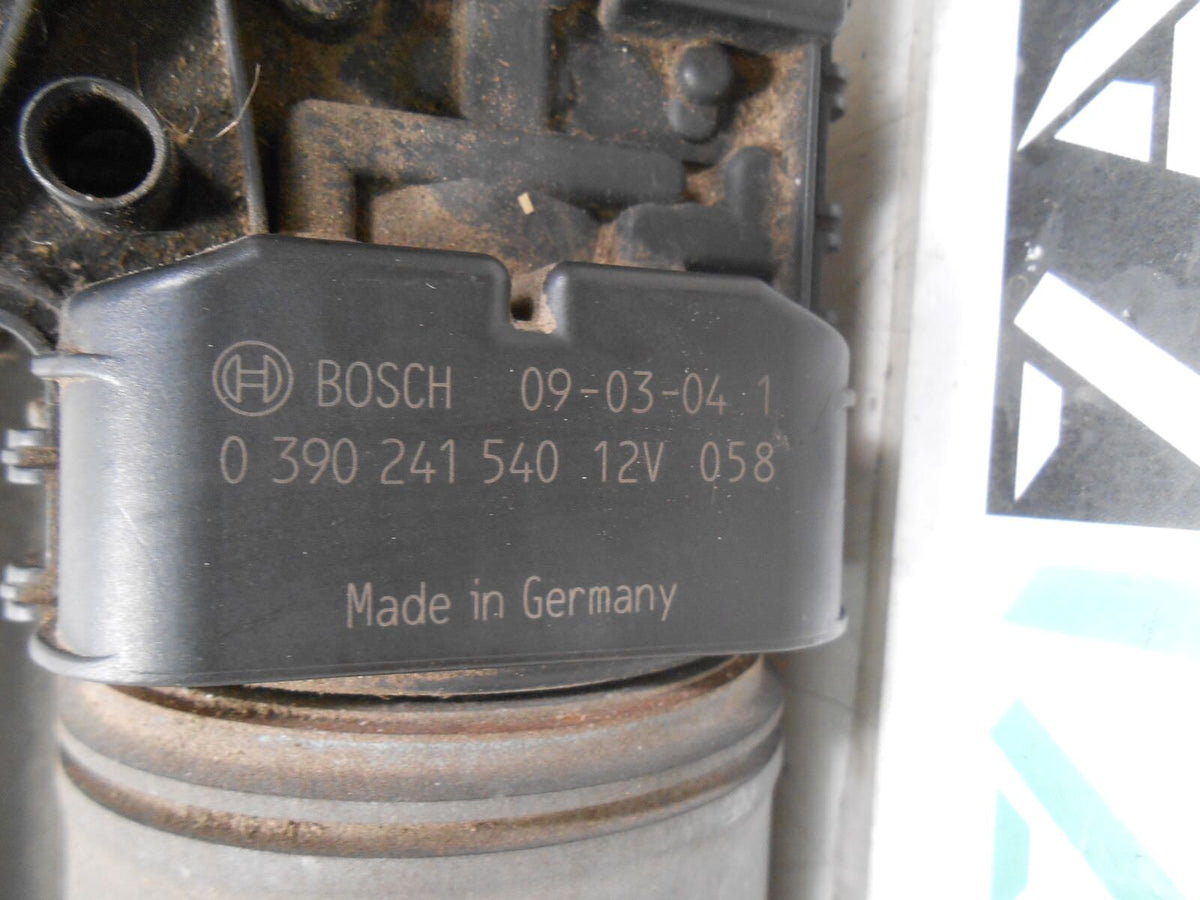 BOSCH 09-03-04 1
0 390 241 540 12V 058
Made in Germany